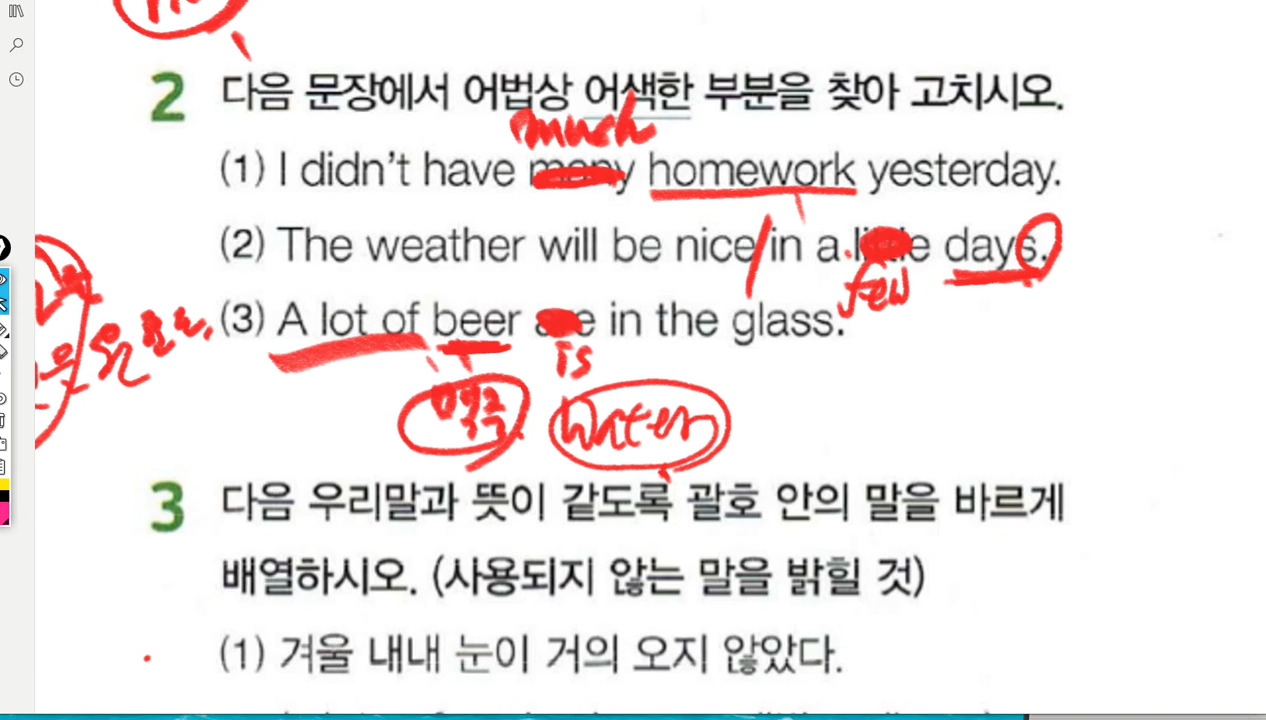 2 다음 문장에서 어법상 어색한 부분을 찾아 고치시오.
much
(1) I didn't have many homework yesterday.
(2) The weather will be nice in a little days.
few
(3) A lot of beer are in the glass.
is
맥주 water
3 다음 우리말과 뜻이 같도록 괄호 안의 말을 바르게
배열하시오. (사용되지 않는 말을 밝힐 것)
(1) 겨울 내내 눈이 거의 오지 않았다.